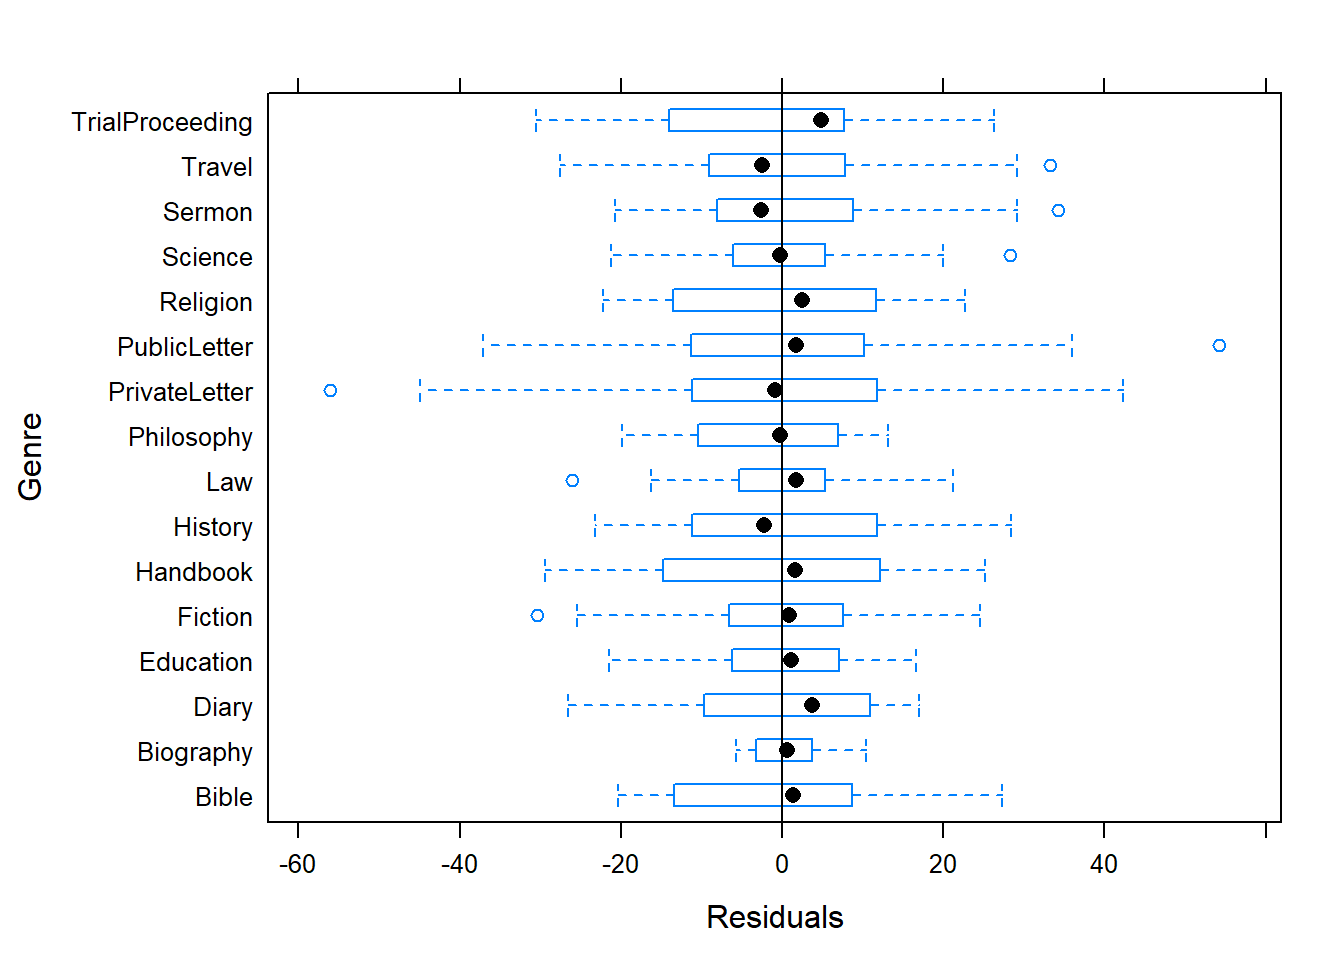 TrialProceeding
Travel
Sermon
Science
Religion
PublicLetter
PrivateLetter
Philosophy
Law
History
Handbook
Fiction
Education
Diary
Biography
Bible
Genre
-60 -40 -20 0 20 40
Residuals